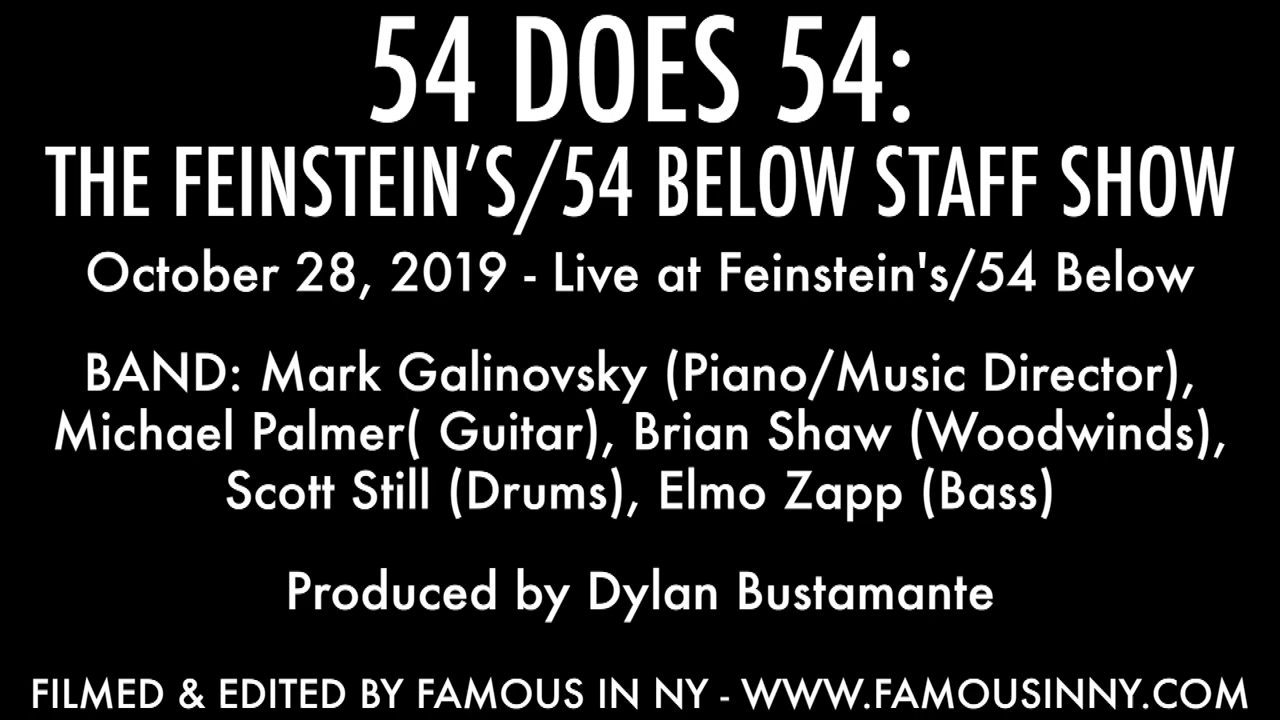 54 DOES 54:
THE FEINSTEIN’S/54 BELOW STAFF SHOW
October 28, 2019 - Live at Feinstein's/54 Below
BAND: Mark Galinovsky (Piano/Music Director),
Michael Palmer( Guitar), Brian Shaw (Woodwinds),
Scott Still (Drums), Elmo Zapp (Bass)
Produced by Dylan Bustamante
FILMED & EDITED BY FAMOUS IN NY - WWW.FAMOUSINNY.COM